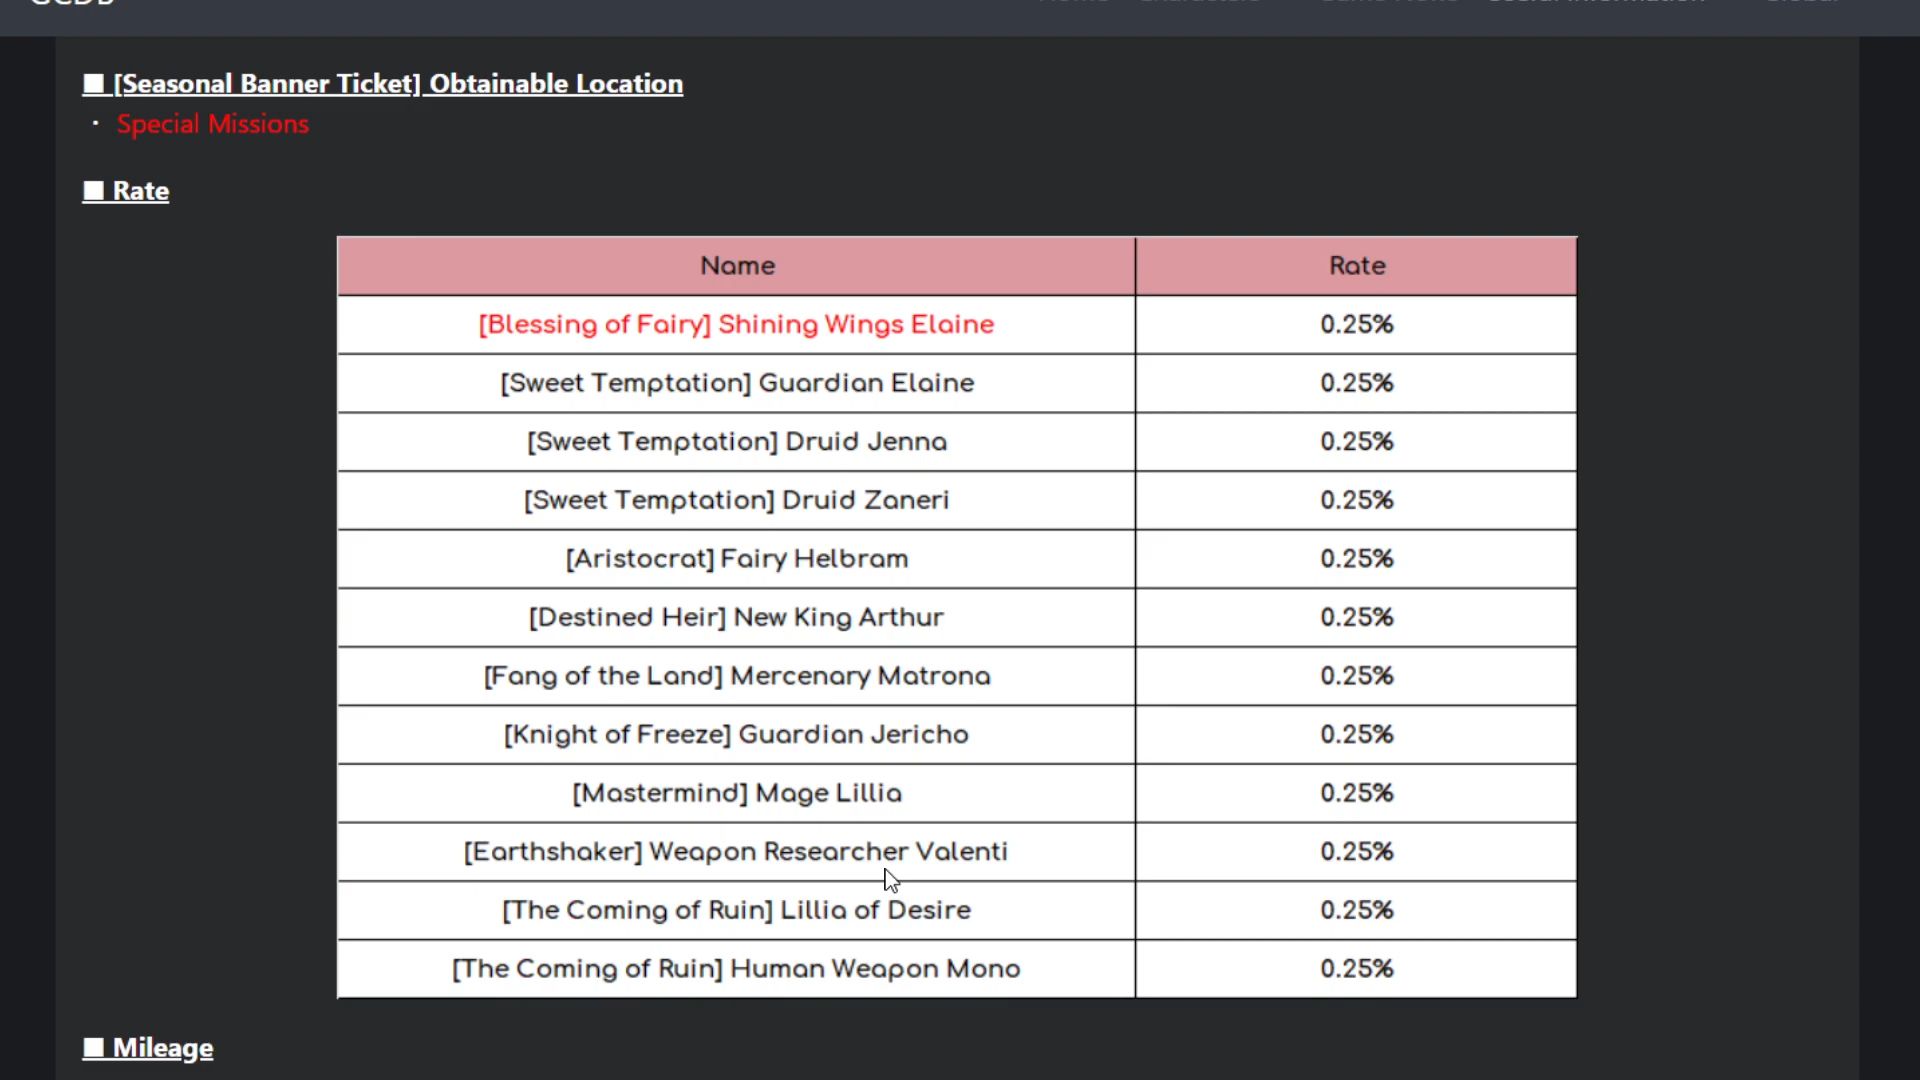 ■ [Seasonal Banner Ticket] Obtainable Location
· Special Missions
■ Rate
Name Rate
[Blessing of Fairy] Shining Wings Elaine 0.25%
[Sweet Temptation] Guardian Elaine 0.25%
[Sweet Temptation] Druid Jenna 0.25%
[Sweet Temptation] Druid Zaneri 0.25%
[Aristocrat] Fairy Helbram 0.25%
[Destined Heir] New King Arthur 0.25%
[Fang of the Land] Mercenary Matrona 0.25%
[Knight of Freeze] Guardian Jericho 0.25%
[Mastermind] Mage Lillia 0.25%
[Earthshaker] Weapon Researcher Valenti 0.25%
[The Coming of Ruin] Lillia of Desire 0.25%
[The Coming of Ruin] Human Weapon Mono 0.25%
■ Mileage